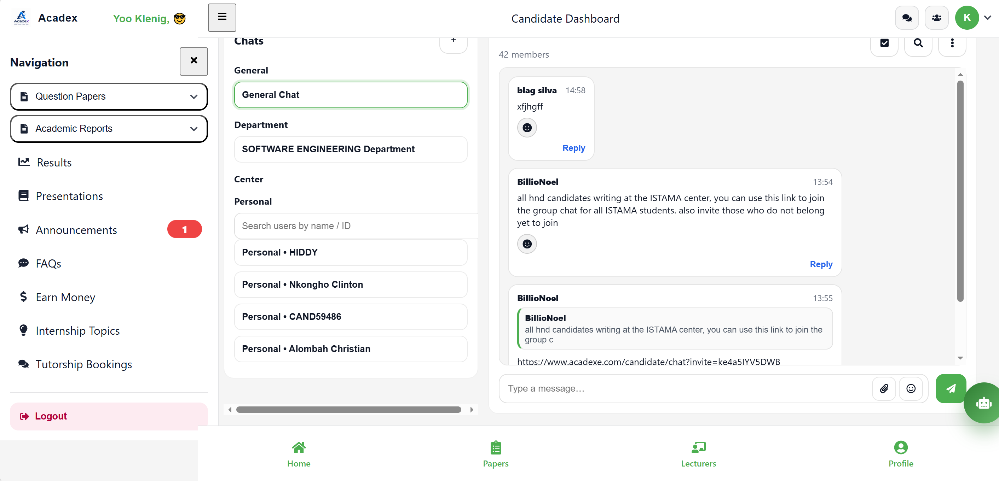 Acadex
Acadex
Yoo Klenig, 😎
Candidate Dashboard
K
Navigation
Question Papers
Academic Reports
Results
Presentations
Announcements
1
FAQs
Earn Money
Internship Topics
Tutorship Bookings
Logout
Chats
+
General
General Chat
Department
SOFTWARE ENGINEERING Department
Center
Personal
Search users by name / ID
Personal • HIDDY
Personal • Nkongho Clinton
Personal • CAND59486
Personal • Alombah Christian
42 members
blag silva 14:58
xfjhgff
Reply
BillioNoel 13:54
all hnd candidates writing at the ISTAMA center, you can use this link to join
the group chat for all ISTAMA students. also invite those who do not belong
yet to join
Reply
BillioNoel 13:55
BillioNoel
all hnd candidates writing at the ISTAMA center, you can use this link to join the
group c
https://www.acadexe.com/candidate/chat?invite=ke4a5IYV5DWB
Type a message…
Home
Papers
Lecturers
Profile